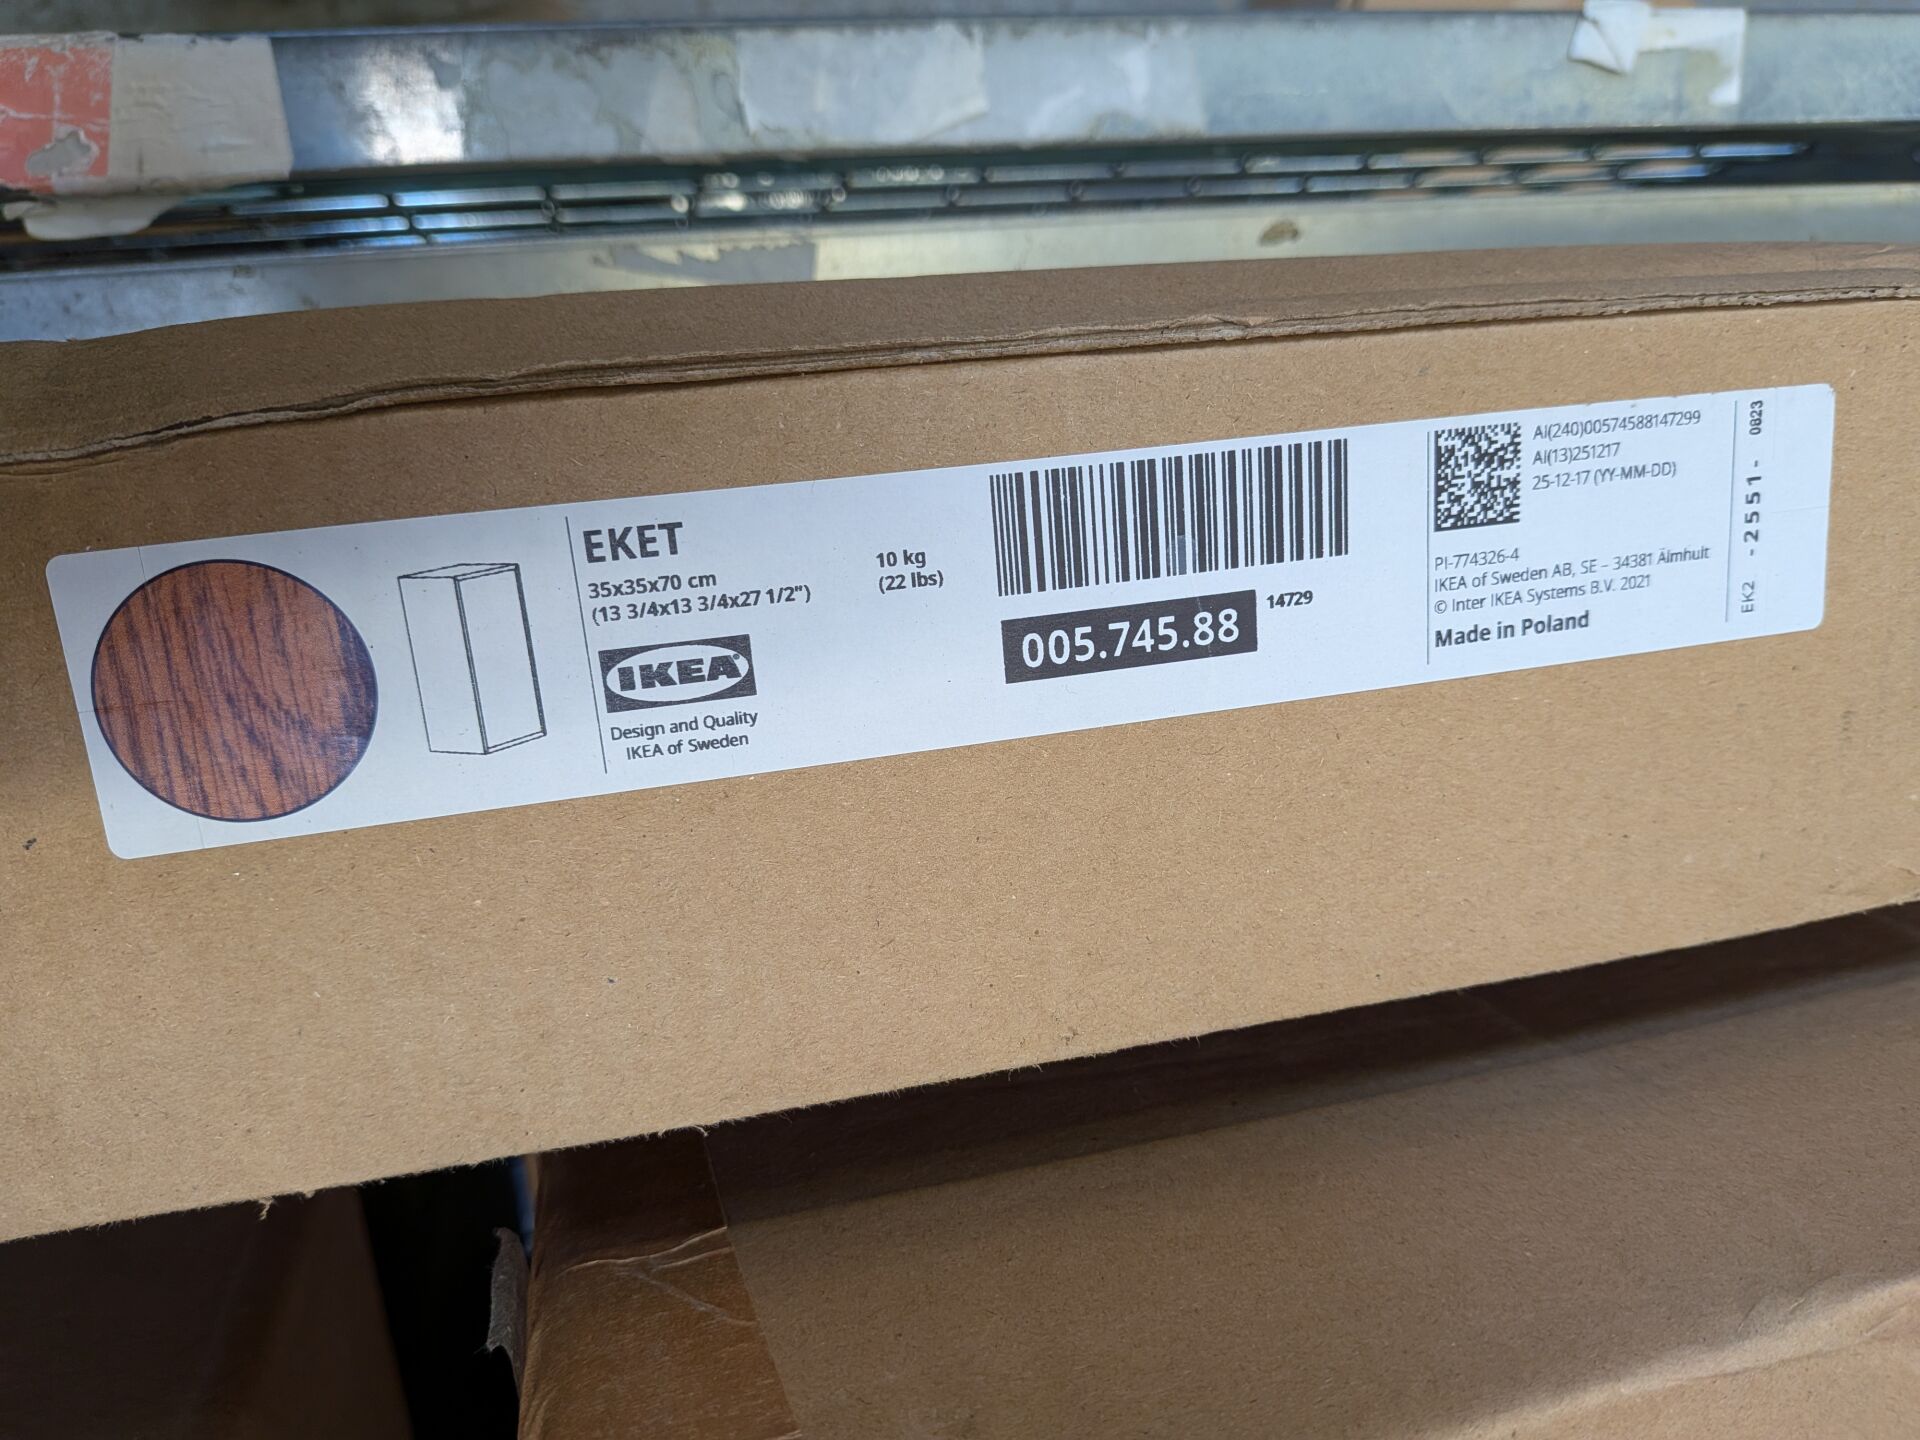 EKET
35x35x70 cm
(13 3/4x13 3/4x27 1/2")
10 kg
(22 lbs)
IKEA®
Design and Quality
IKEA of Sweden
005.745.88
14729
AI(240)00574588147299
AI(13)251217
25-12-17 (YY-MM-DD)
PI-774326-4
IKEA of Sweden AB, SE – 34381 Älmhult
© Inter IKEA Systems B.V. 2021
Made in Poland
EK2 -2551- 0823